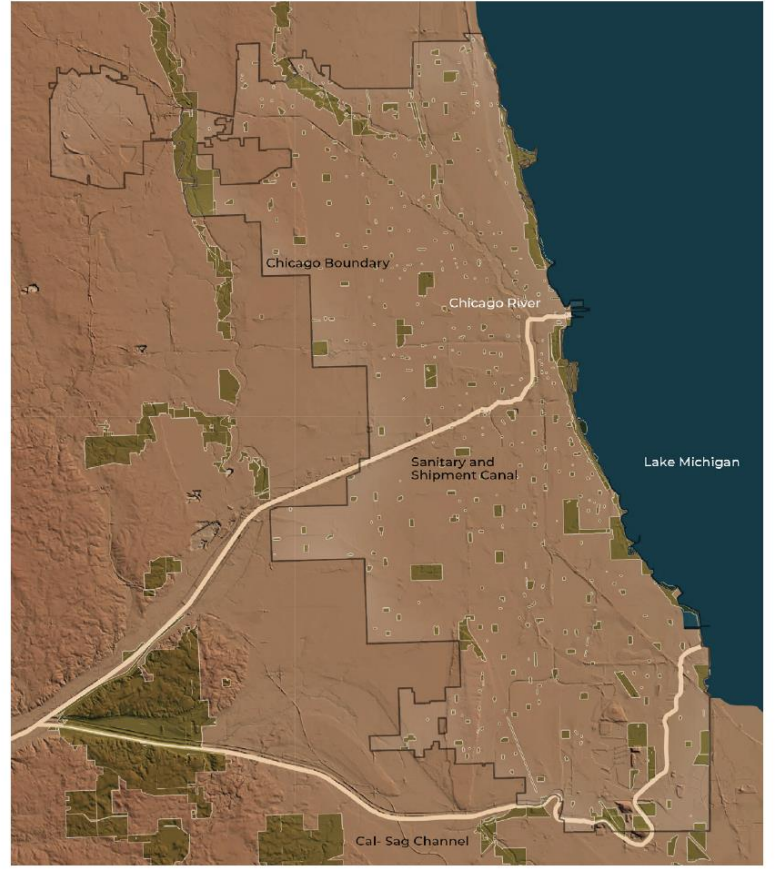 Chicago Boundary
Chicago River
Sanitary and
Shipment Canal
Lake Michigan
Cal- Sag Channel